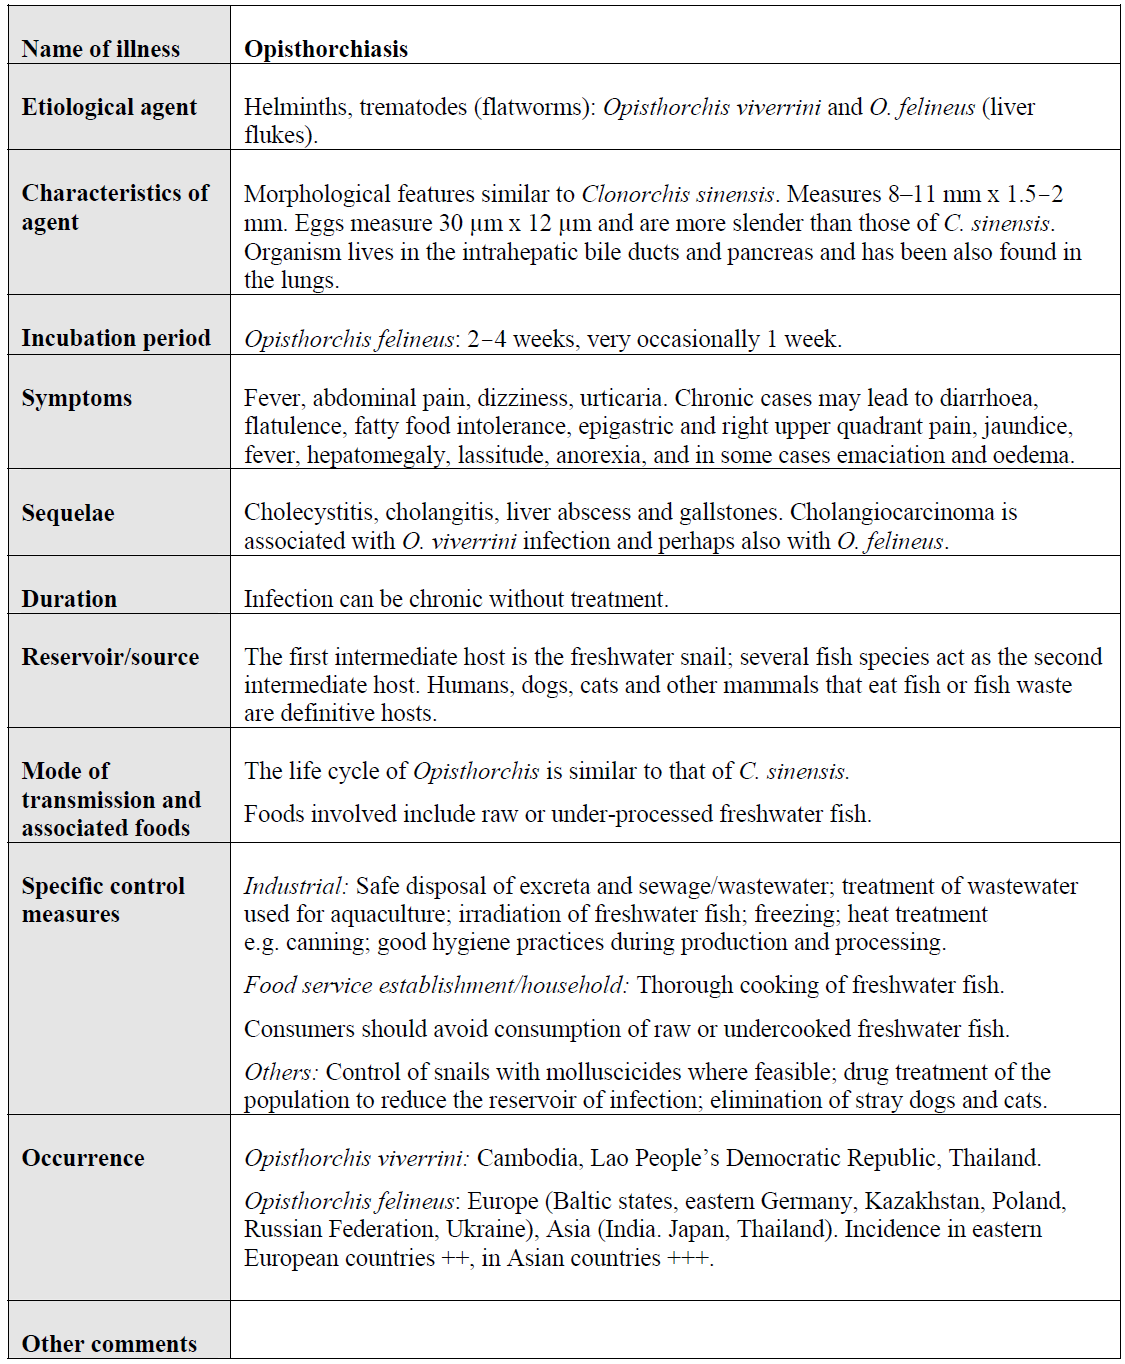 Name of illness
Opisthorchiasis
Etiological agent
Helminths, trematodes (flatworms): Opisthorchis viverrini and O. felineus (liver
flukes).
Characteristics of
agent
Morphological features similar to Clonorchis sinensis. Measures 8–11 mm x 1.5–2
mm. Eggs measure 30 µm x 12 µm and are more slender than those of C. sinensis.
Organism lives in the intrahepatic bile ducts and pancreas and has been also found in
the lungs.
Incubation period
Opisthorchis felineus: 2–4 weeks, very occasionally 1 week.
Symptoms
Fever, abdominal pain, dizziness, urticaria. Chronic cases may lead to diarrhoea,
flatulence, fatty food intolerance, epigastric and right upper quadrant pain, jaundice,
fever, hepatomegaly, lassitude, anorexia, and in some cases emaciation and oedema.
Sequelae
Cholecystitis, cholangitis, liver abscess and gallstones. Cholangiocarcinoma is
associated with O. viverrini infection and perhaps also with O. felineus.
Duration
Infection can be chronic without treatment.
Reservoir/source
The first intermediate host is the freshwater snail; several fish species act as the second
intermediate host. Humans, dogs, cats and other mammals that eat fish or fish waste
are definitive hosts.
Mode of
transmission and
associated foods
The life cycle of Opisthorchis is similar to that of C. sinensis.
Foods involved include raw or under-processed freshwater fish.
Specific control
measures
Industrial: Safe disposal of excreta and sewage/wastewater; treatment of wastewater
used for aquaculture; irradiation of freshwater fish; freezing; heat treatment
e.g. canning; good hygiene practices during production and processing.
Food service establishment/household: Thorough cooking of freshwater fish.
Consumers should avoid consumption of raw or undercooked freshwater fish.
Others: Control of snails with molluscicides where feasible; drug treatment of the
population to reduce the reservoir of infection; elimination of stray dogs and cats.
Occurrence
Opisthorchis viverrini: Cambodia, Lao People’s Democratic Republic, Thailand.
Opisthorchis felineus: Europe (Baltic states, eastern Germany, Kazakhstan, Poland,
Russian Federation, Ukraine), Asia (India. Japan, Thailand). Incidence in eastern
European countries ++, in Asian countries +++.
Other comments